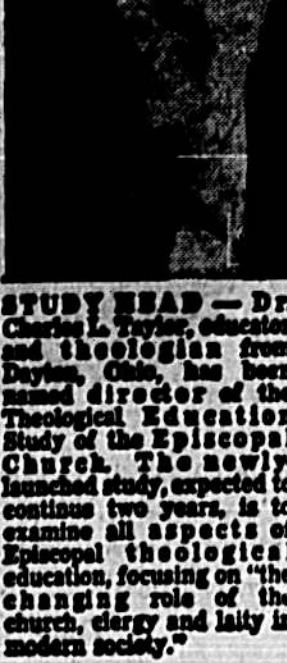 STUDY HEAD — Dr.
Charles L. Taylor, educator
and theologian from
Dayton, Ohio, has been
named director of the
Theological Education
Study of the Episcopal
Church. The newly
launched study, expected to
continue two years, is to
examine all aspects of
Episcopal theological
education, focusing on "the
changing role of the
church, clergy and laity in
modern society."